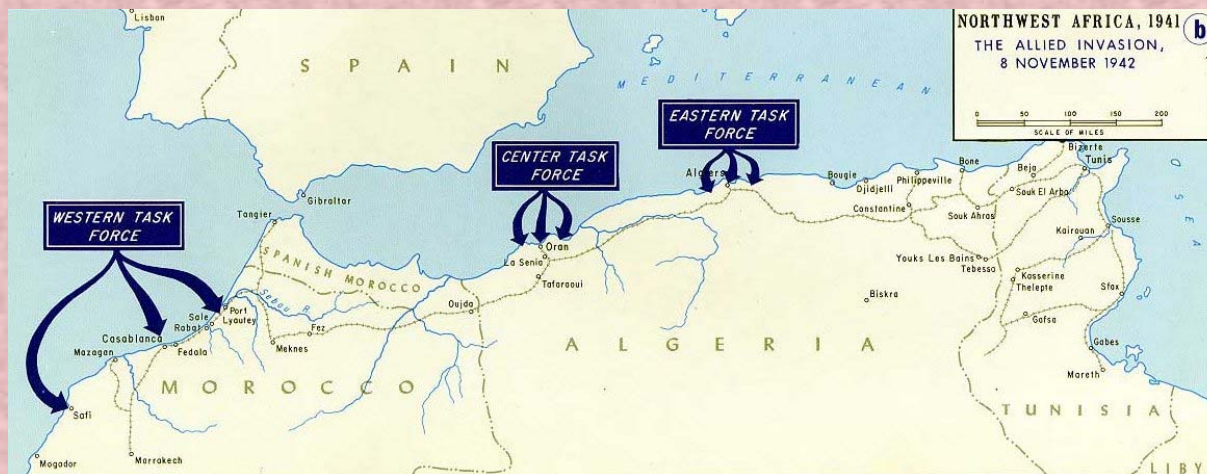 NORTHWEST AFRICA, 1941
b
THE ALLIED INVASION,
8 NOVEMBER 1942
0 50 100 150 200
SCALE OF MILES
Lisbon
SPAIN
MEDITERRANEAN
SEA
EASTERN TASK
FORCE
CENTER TASK
FORCE
WESTERN TASK
FORCE
Gibraltar
Tangier
SPANISH MOROCCO
Sebou R.
Port
Lyautey
Sale
Rabat
Casablanca
Fedala
Mazagan
Safi
Mogador
Marrakech
Meknes
Fez
Oujda
MOROCCO
Oran
La Senia
Tafaraoui
Algiers
Bougie
Djidjelli
Philippeville
Bone
Constantine
Souk Ahras
Beja
Souk El Arba
Bizerte
Tunis
Sousse
Kairouan
Youks Les Bains
Tebessa
Kasserine
Thelepte
Sfax
Gafsa
Gabes
Mareth
Biskra
ALGERIA
TUNISIA
LIBY